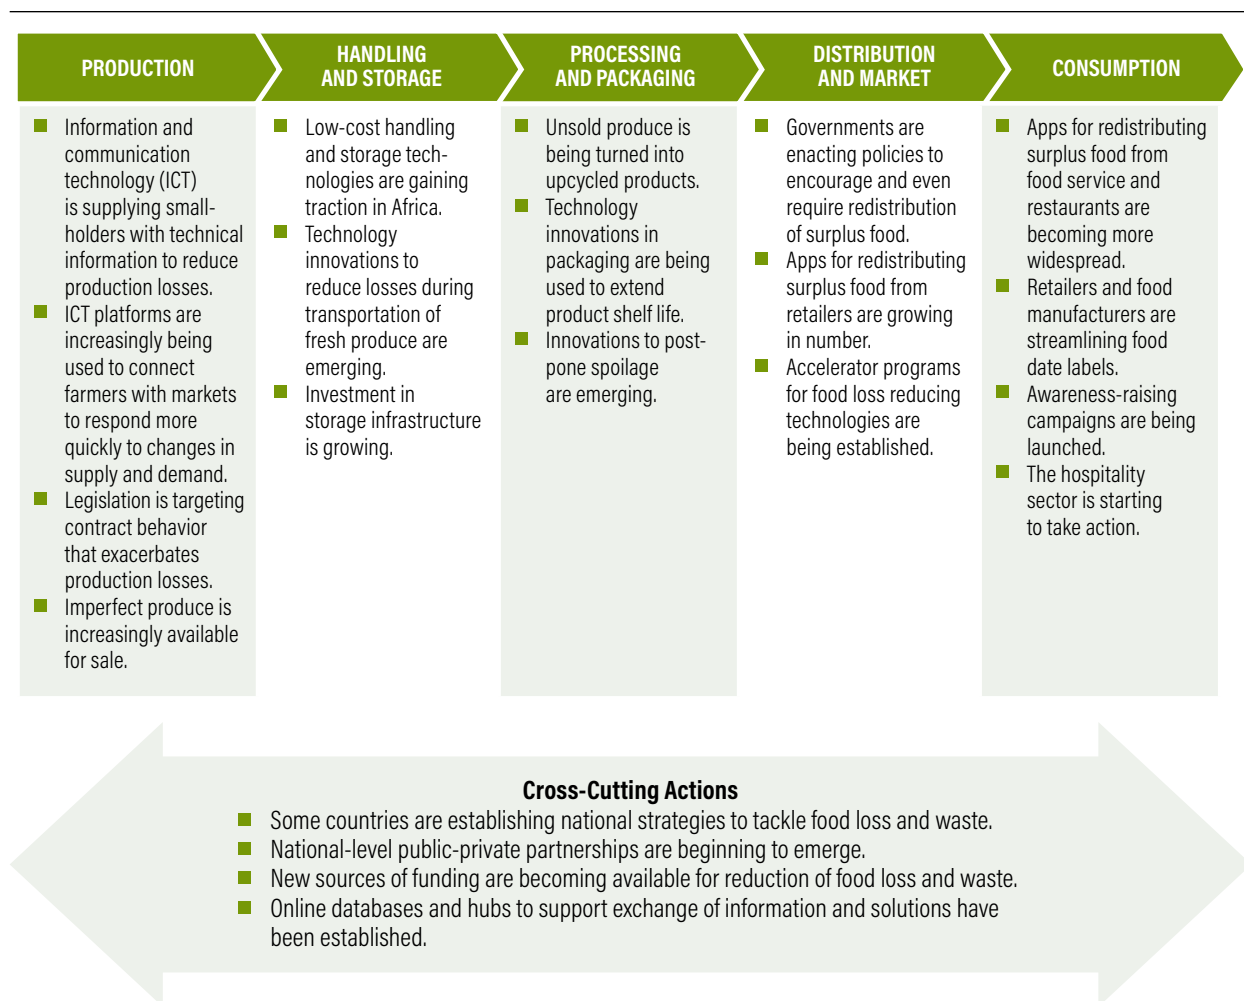 PRODUCTION
HANDLING
AND STORAGE
PROCESSING
AND PACKAGING
DISTRIBUTION
AND MARKET
CONSUMPTION
Information and
communication
technology (ICT)
is supplying small-
holders with technical
information to reduce
production losses.
ICT platforms are
increasingly being
used to connect
farmers with markets
to respond more
quickly to changes in
supply and demand.
Legislation is targeting
contract behavior
that exacerbates
production losses.
Imperfect produce is
increasingly available
for sale.
Low-cost handling
and storage tech-
nologies are gaining
traction in Africa.
Technology
innovations to
reduce losses during
transportation of
fresh produce are
emerging.
Investment in
storage infrastructure
is growing.
Unsold produce is
being turned into
upcycled products.
Technology
innovations in
packaging are being
used to extend
product shelf life.
Innovations to post-
pone spoilage
are emerging.
Governments are
enacting policies to
encourage and even
require redistribution
of surplus food.
Apps for redistributing
surplus food from
retailers are growing
in number.
Accelerator programs
for food loss reducing
technologies are
being established.
Apps for redistributing
surplus food from
food service and
restaurants are
becoming more
widespread.
Retailers and food
manufacturers are
streamlining food
date labels.
Awareness-raising
campaigns are being
launched.
The hospitality
sector is starting
to take action.
Cross-Cutting Actions
Some countries are establishing national strategies to tackle food loss and waste.
National-level public-private partnerships are beginning to emerge.
New sources of funding are becoming available for reduction of food loss and waste.
Online databases and hubs to support exchange of information and solutions have
been established.